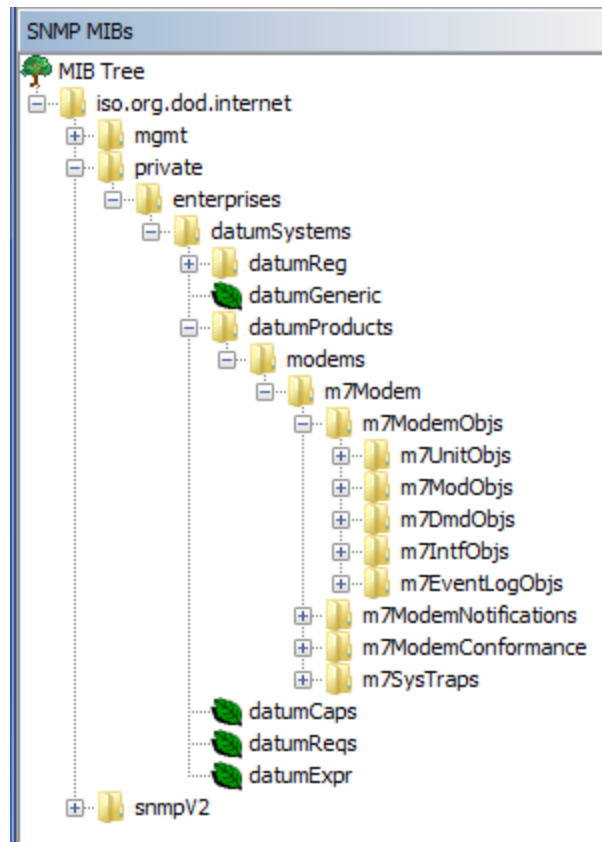 SNMP MIBs
MIB Tree
iso.org.dod.internet
mgmt
private
enterprises
datumSystems
datumReg
datumGeneric
datumProducts
modems
m7Modem
m7ModemObjs
m7UnitObjs
m7ModObjs
m7DmdObjs
m7IntfObjs
m7EventLogObjs
m7ModemNotifications
m7ModemConformance
m7SysTraps
datumCaps
datumReqs
datumExpr
snmpV2